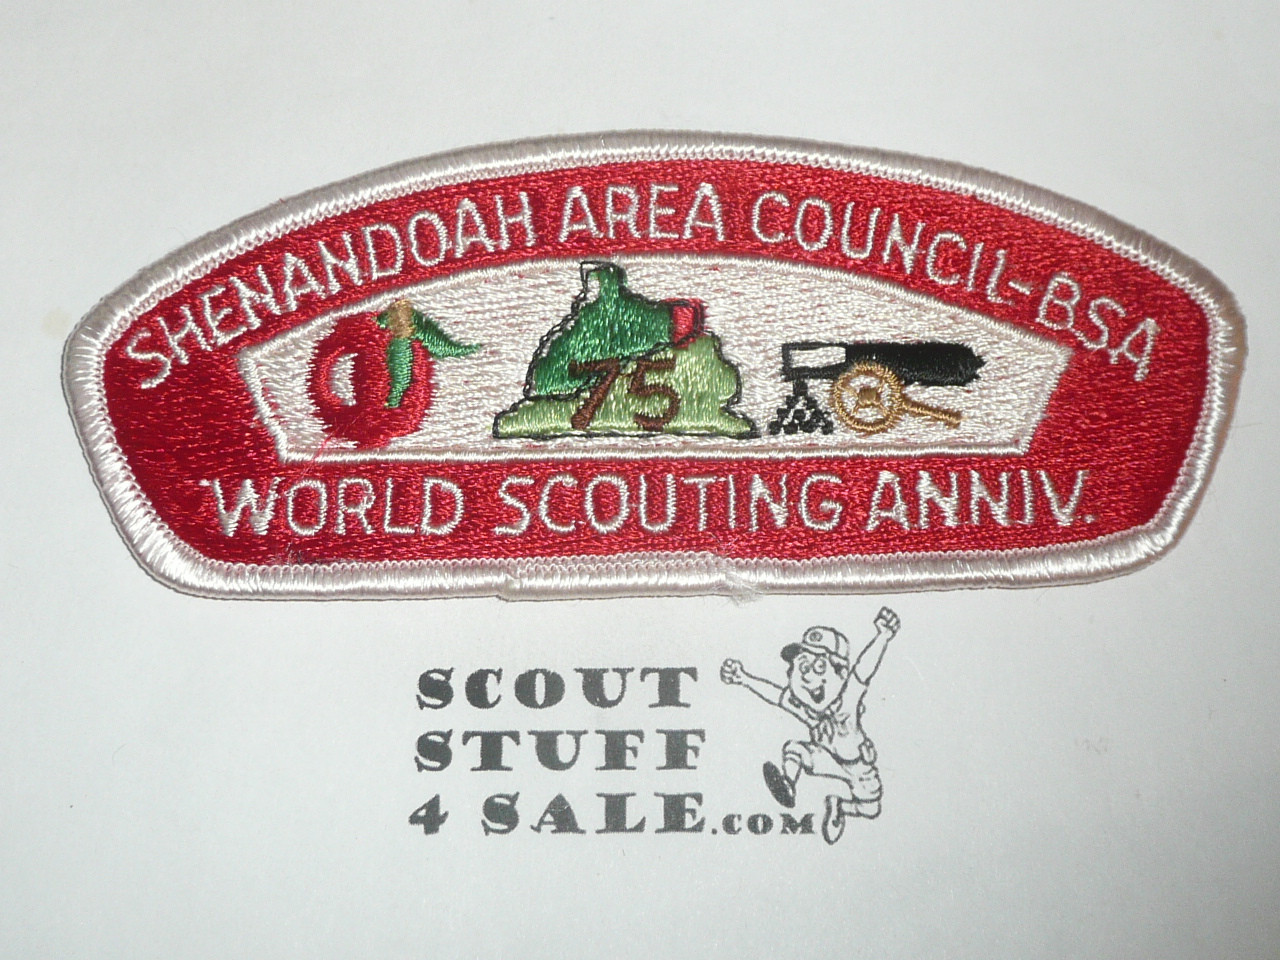 SHENANDOAH AREA COUNCIL-BSA
75
WORLD SCOUTING ANNIV.
SCOUT
STUFF
4 SALE.COM